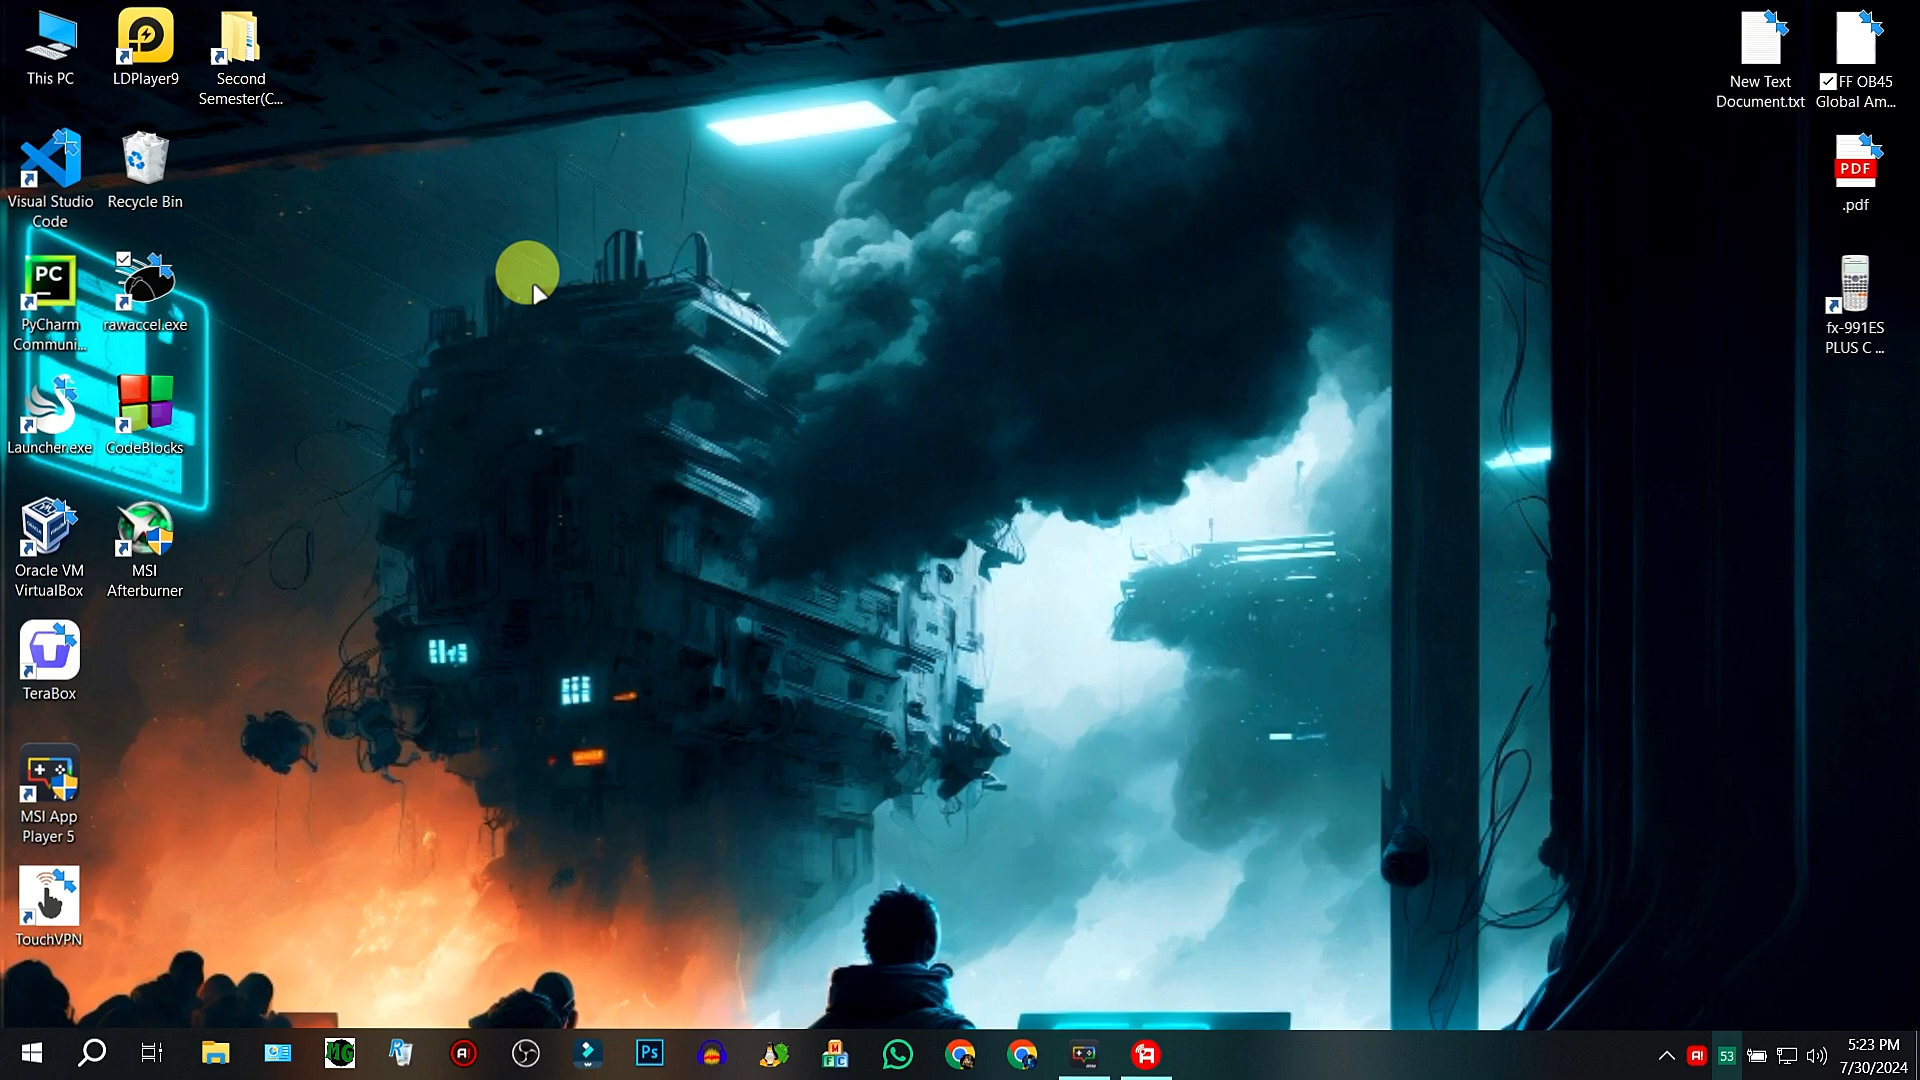 This PC
LDPlayer9
Second
Semester(C...
Visual Studio
Code
Recycle Bin
PC
PyCharm
Communi...
rawaccel.exe
Launcher.exe
CodeBlocks
Oracle VM
VirtualBox
MSI
Afterburner
TeraBox
MSI App
Player 5
TouchVPN
New Text
Document.txt
FF OB45
Global Am...
PDF
.pdf
fx-991ES
PLUS C ...
MG
Ps
M
F C
53
5:23 PM
7/30/2024